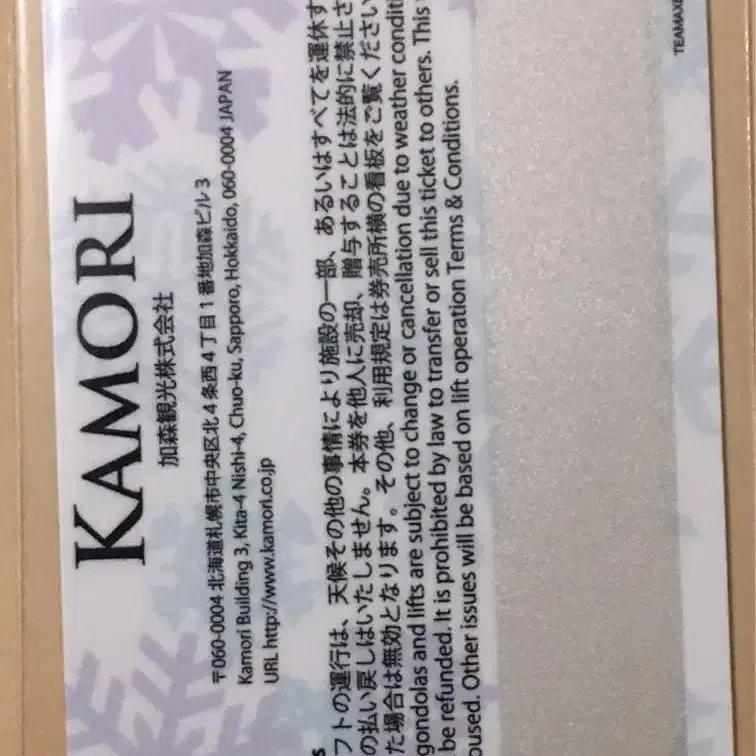 KAMORI
加森観光株式会社
〒060-0004 北海道札幌市中央区北4条西4丁目1番地加森ビル3
Kamori Building 3, Kita-4 Nishi-4, Chuo-ku, Sapporo, Hokkaido, 060-0004 JAPAN
URL http://www.kamori.co.jp
s
フトの運行は、天候その他の事情により施設の一部、あるいはすべてを運休す
の払い戻しはいたしません。本券を他人に売却、贈与することは法的に禁止さ
た場合は無効となります。その他、利用規定は券売所横の看板をご覧ください
gondolas and lifts are subject to change or cancellation due to weather conditi
be refunded. It is prohibited by law to transfer or sell this ticket to others. This
oused. Other issues will be based on lift operation Terms & Conditions.
TEAMAXE